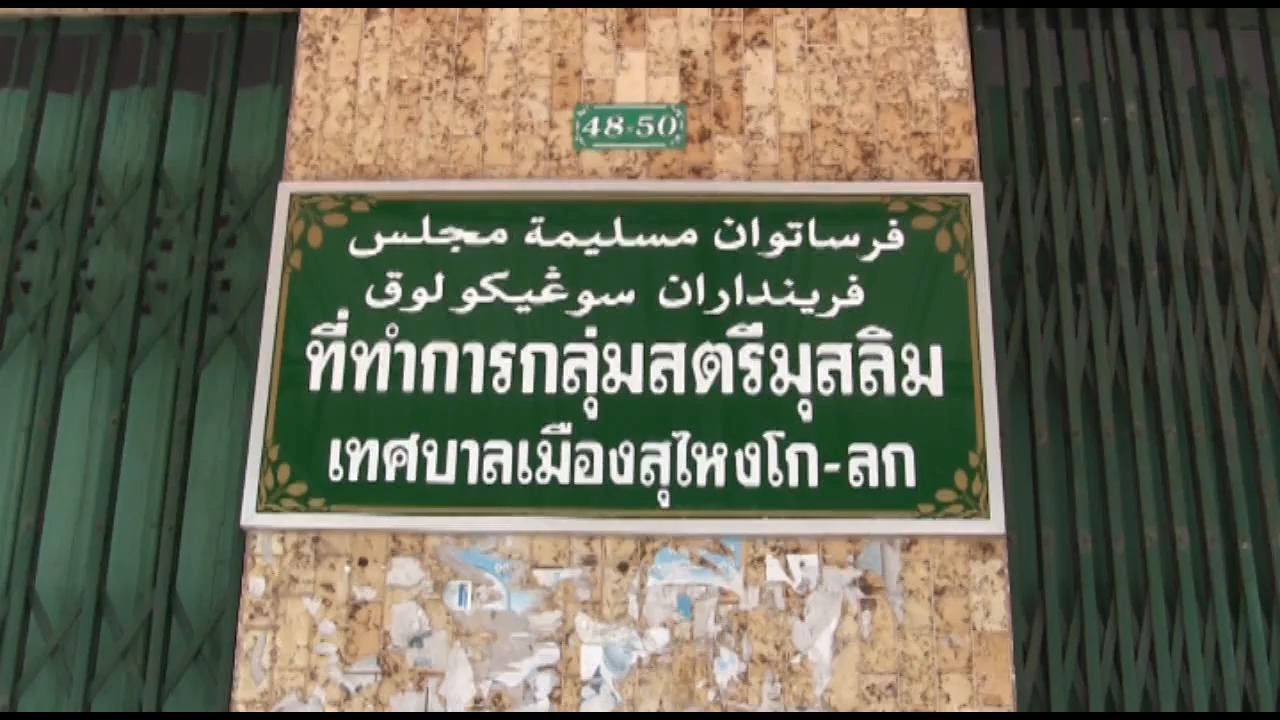 48-50
فرساتوان مسليمة مجلس
فرينداران سوڠيكولوق
ที่ทำการกลุ่มสตรีมุสลิม
เทศบาลเมืองสุไหงโก-ลก